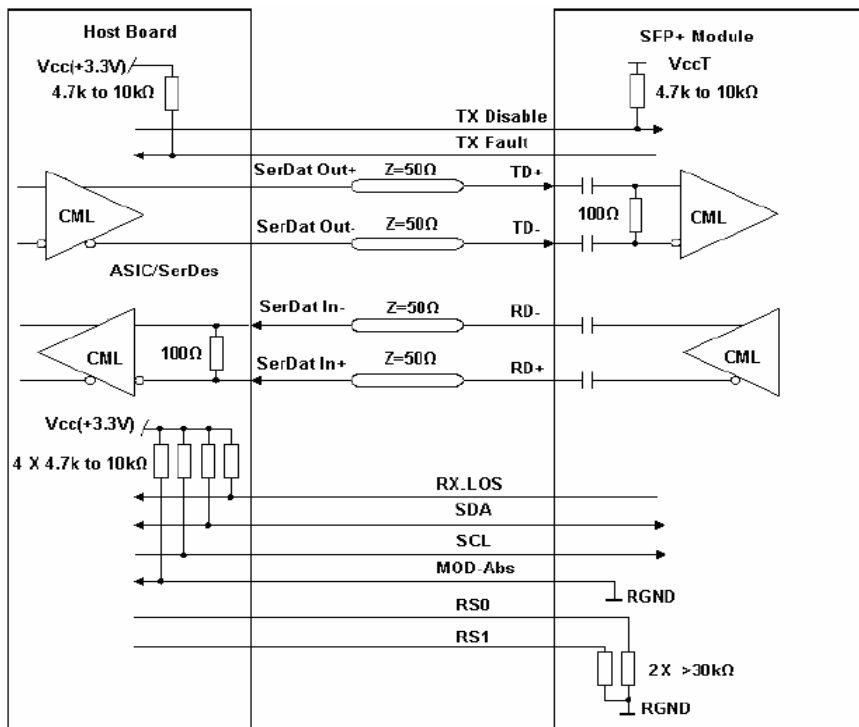 Host Board
SFP+ Module
Vcc(+3.3V)
4.7k to 10kΩ
VccT
4.7k to 10kΩ
TX Disable
TX Fault
SerDat Out+
Z=50Ω
TD+
CML
100Ω
CML
SerDat Out-
Z=50Ω
TD-
ASIC/SerDes
SerDat In-
Z=50Ω
RD-
CML
100Ω
CML
SerDat In+
Z=50Ω
RD+
Vcc(+3.3V)
4 X 4.7k to 10kΩ
RX_LOS
SDA
SCL
MOD-Abs
RGND
RS0
RS1
2X >30kΩ
RGND